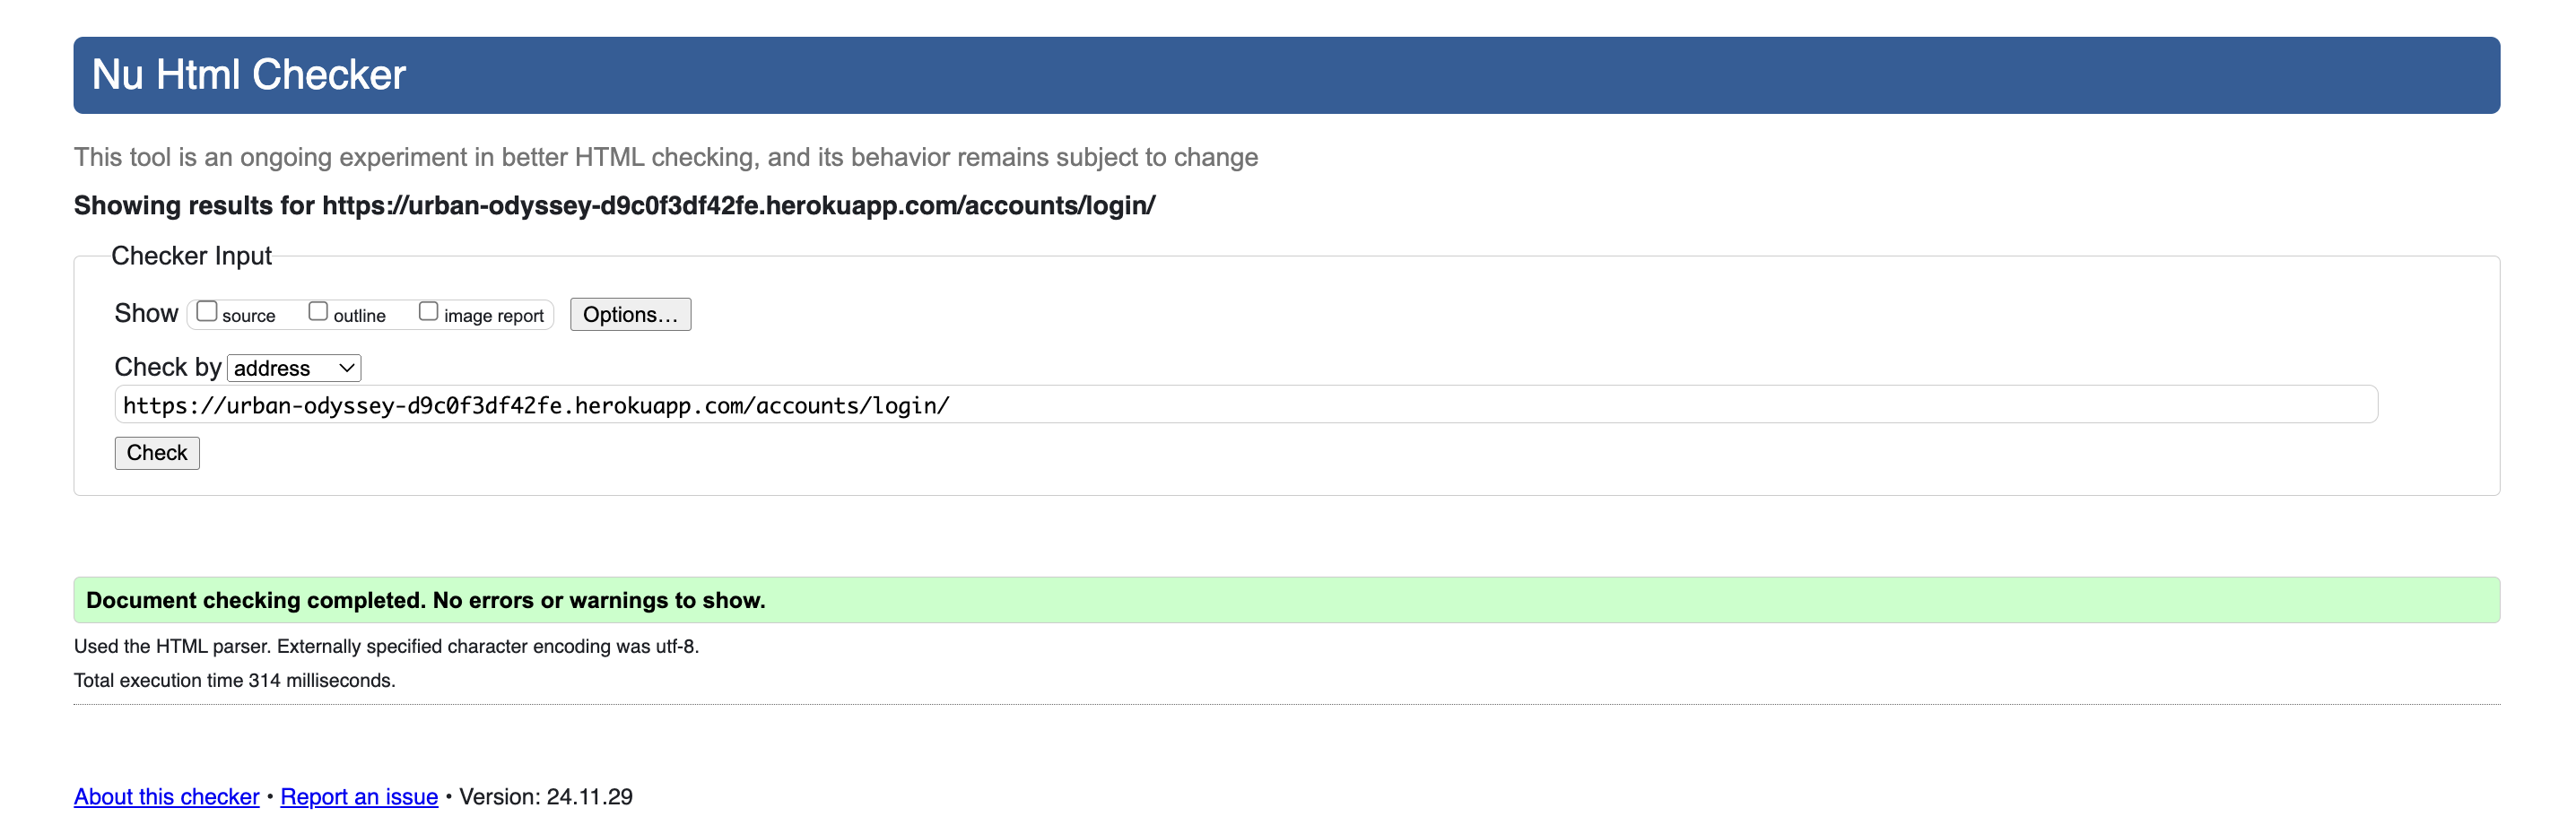 Nu Html Checker
This tool is an ongoing experiment in better HTML checking, and its behavior remains subject to change
Showing results for https://urban-odyssey-d9c0f3df42fe.herokuapp.com/accounts/login/
Checker Input
Show source outline image report Options…
Check by address
https://urban-odyssey-d9c0f3df42fe.herokuapp.com/accounts/login/
Check
Document checking completed. No errors or warnings to show.
Used the HTML parser. Externally specified character encoding was utf-8.
Total execution time 314 milliseconds.
About this checker • Report an issue • Version: 24.11.29